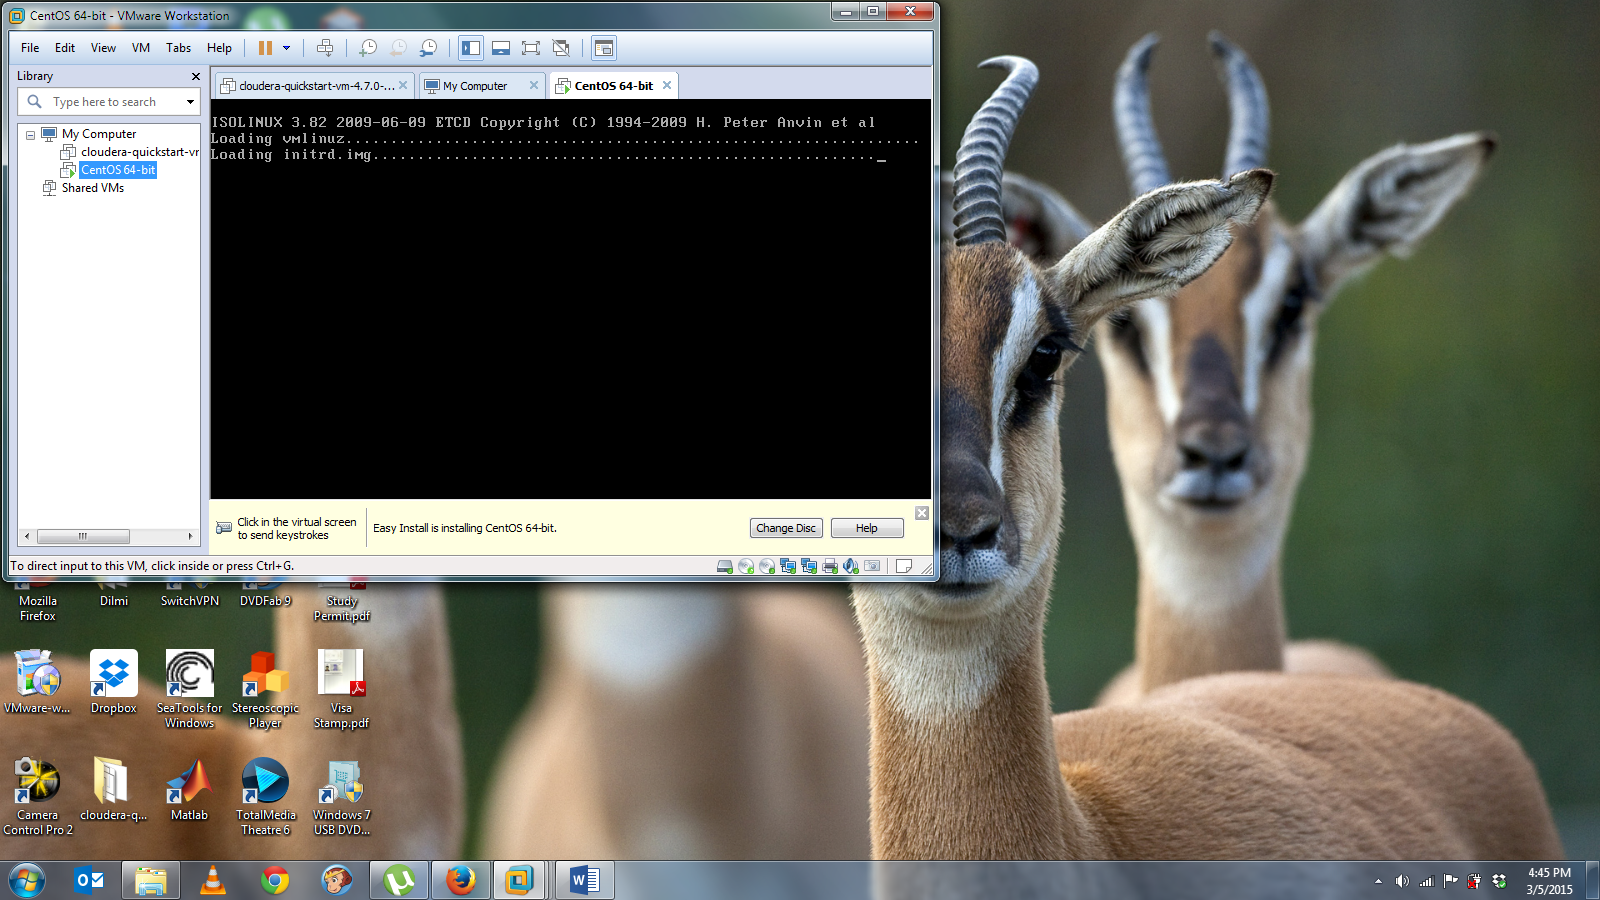 CentOS 64-bit - VMware Workstation
File Edit View VM Tabs Help
Library
Type here to search
My Computer
cloudera-quickstart-vr
CentOS 64-bit
Shared VMs
cloudera-quickstart-vm-4.7.0-...
My Computer
CentOS 64-bit
ISOLINUX 3.82 2009-06-09 ETCD Copyright (C) 1994-2009 H. Peter Anvin et al
Loading vmlinuz..............................................................
Loading initrd.img......................................................_
Click in the virtual screen
to send keystrokes
Easy Install is installing CentOS 64-bit.
Change Disc
Help
To direct input to this VM, click inside or press Ctrl+G.
Mozilla
Firefox
Dilmi
SwitchVPN
DVDFab 9
Study
Permit.pdf
VMware-w...
Dropbox
SeaTools for
Windows
Stereoscopic
Player
Visa
Stamp.pdf
Camera
Control Pro 2
cloudera-q...
Matlab
TotalMedia
Theatre 6
Windows 7
USB DVD...
4:45 PM
3/5/2015